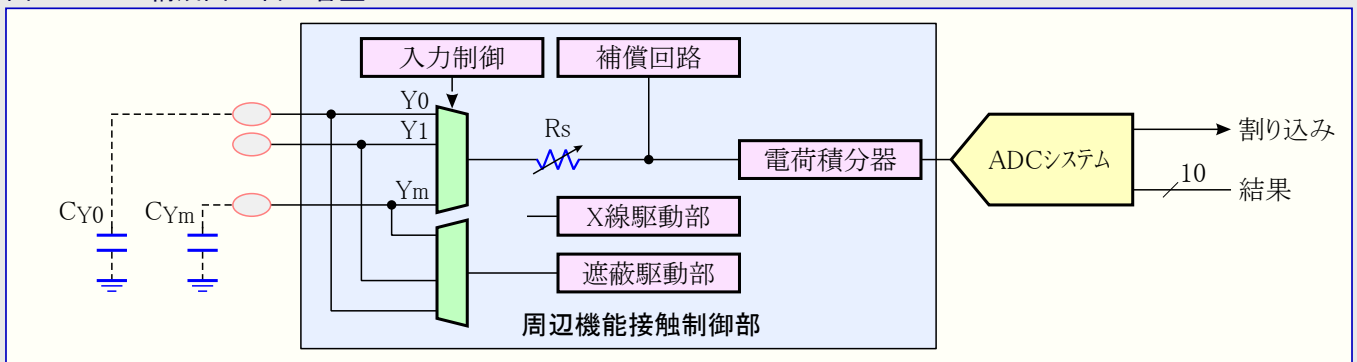 入力制御
補償回路
Y0
Y1
Rs
電荷積分器
ADCシステム
割り込み
10
結果
Ym
CY0
CYm
X線駆動部
遮蔽駆動部
周辺機能接触制御部